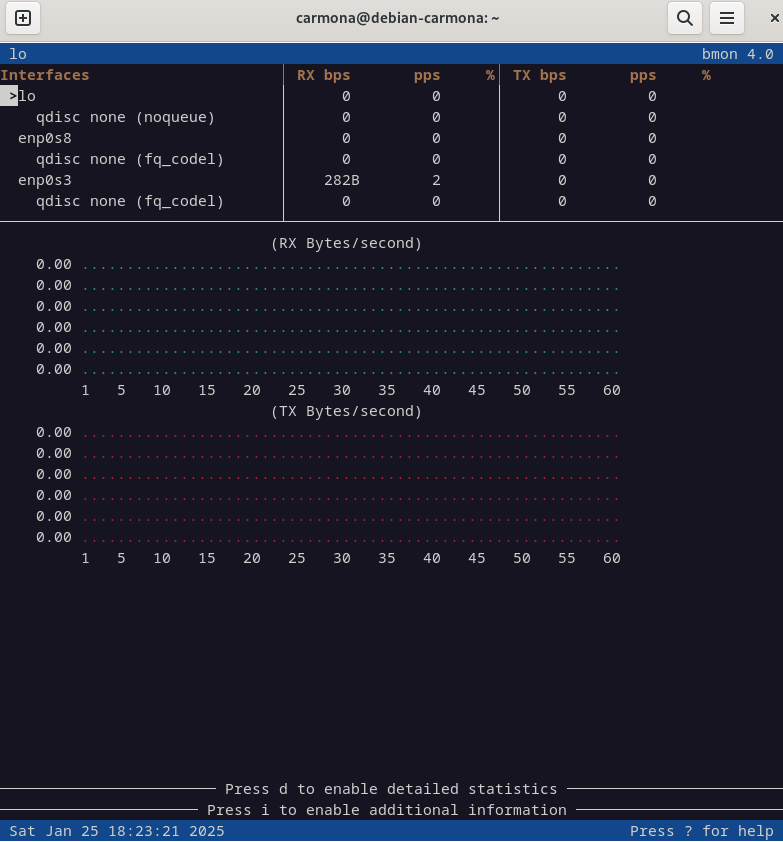 carmona@debian-carmona: ~
lo bmon 4.0
Interfaces RX bps pps % TX bps pps %
>lo 0 0 0 0
qdisc none (noqueue) 0 0 0 0
enp0s8 0 0 0 0
qdisc none (fq_codel) 0 0 0 0
enp0s3 282B 2 0 0
qdisc none (fq_codel) 0 0 0 0
(RX Bytes/second)
0.00 ............................................................
0.00 ............................................................
0.00 ............................................................
0.00 ............................................................
0.00 ............................................................
0.00 ............................................................
1 5 10 15 20 25 30 35 40 45 50 55 60
(TX Bytes/second)
0.00 ............................................................
0.00 ............................................................
0.00 ............................................................
0.00 ............................................................
0.00 ............................................................
0.00 ............................................................
1 5 10 15 20 25 30 35 40 45 50 55 60
Press d to enable detailed statistics
Press i to enable additional information
Sat Jan 25 18:23:21 2025 Press ? for help